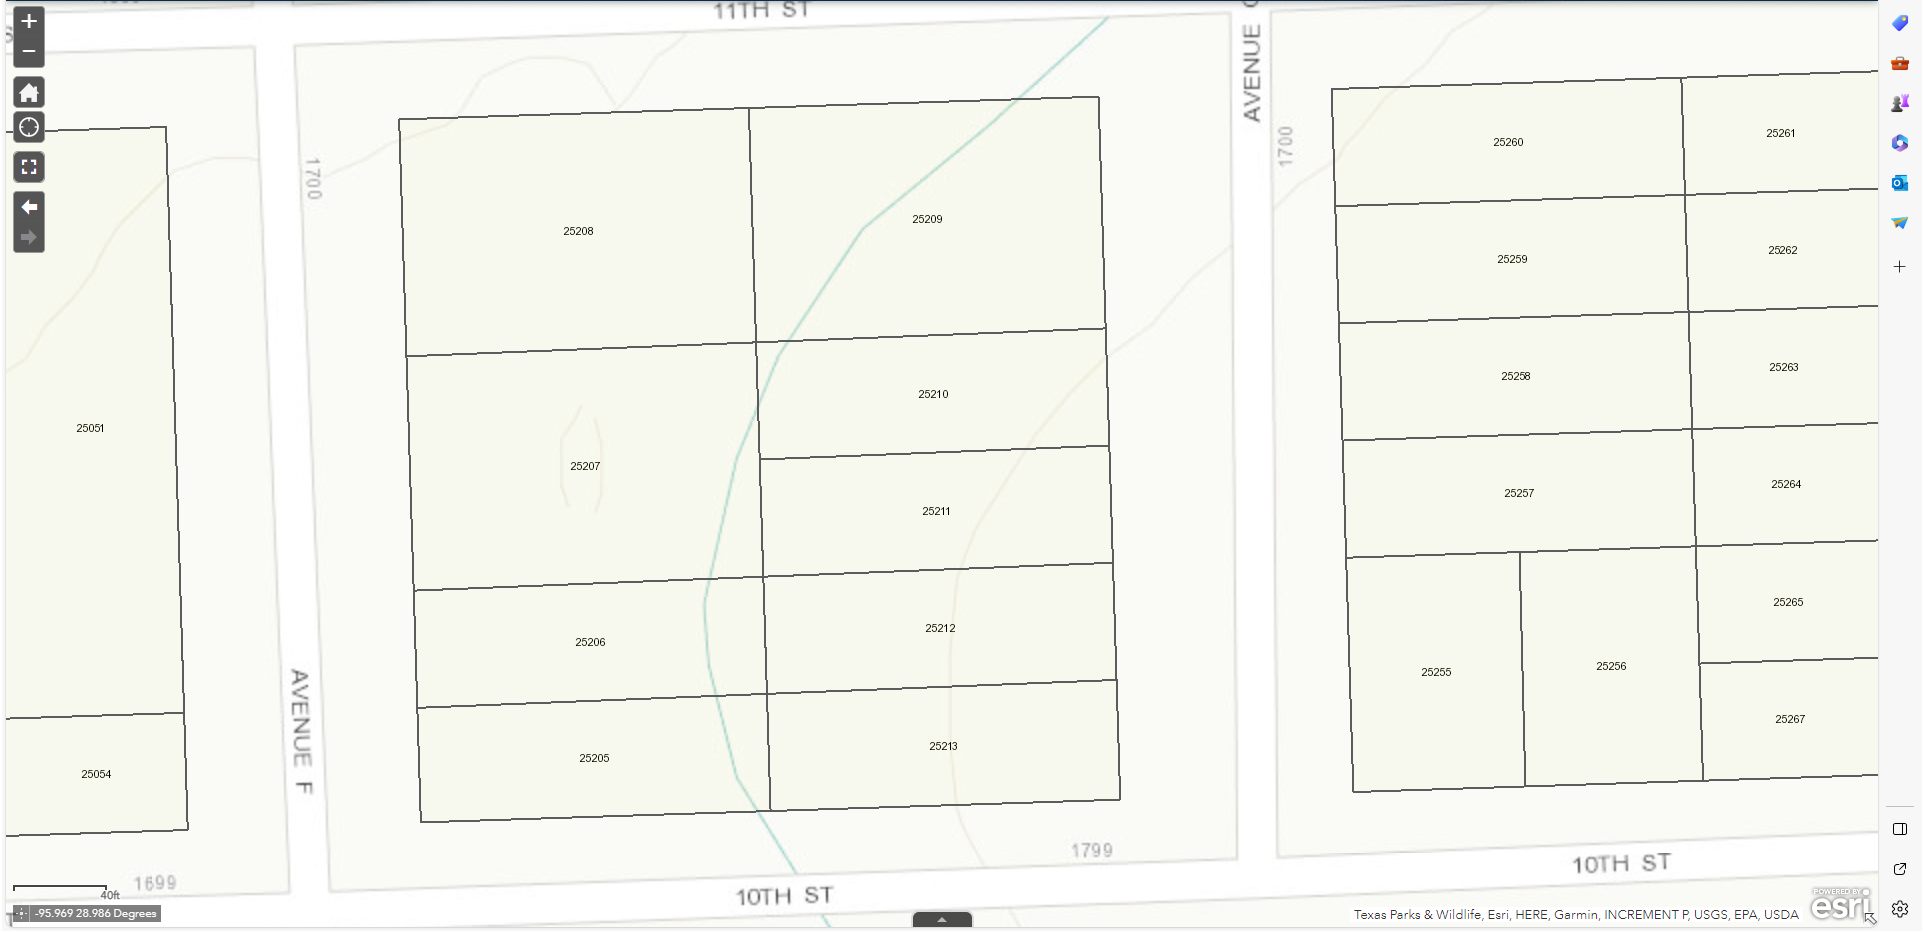 +
−
11TH ST
AVENUE
1700
1700
25260
25261
25208
25209
25259
25262
25258
25263
25210
25051
25207
25257
25264
25211
25206
25212
25265
25255
25256
25205
25213
25267
25054
AVENUE F
1799
10TH ST
1699
10TH ST
40ft
-95.969 28.986 Degrees
Texas Parks & Wildlife, Esri, HERE, Garmin, INCREMENT P, USGS, EPA, USDA
POWERED BY
esri